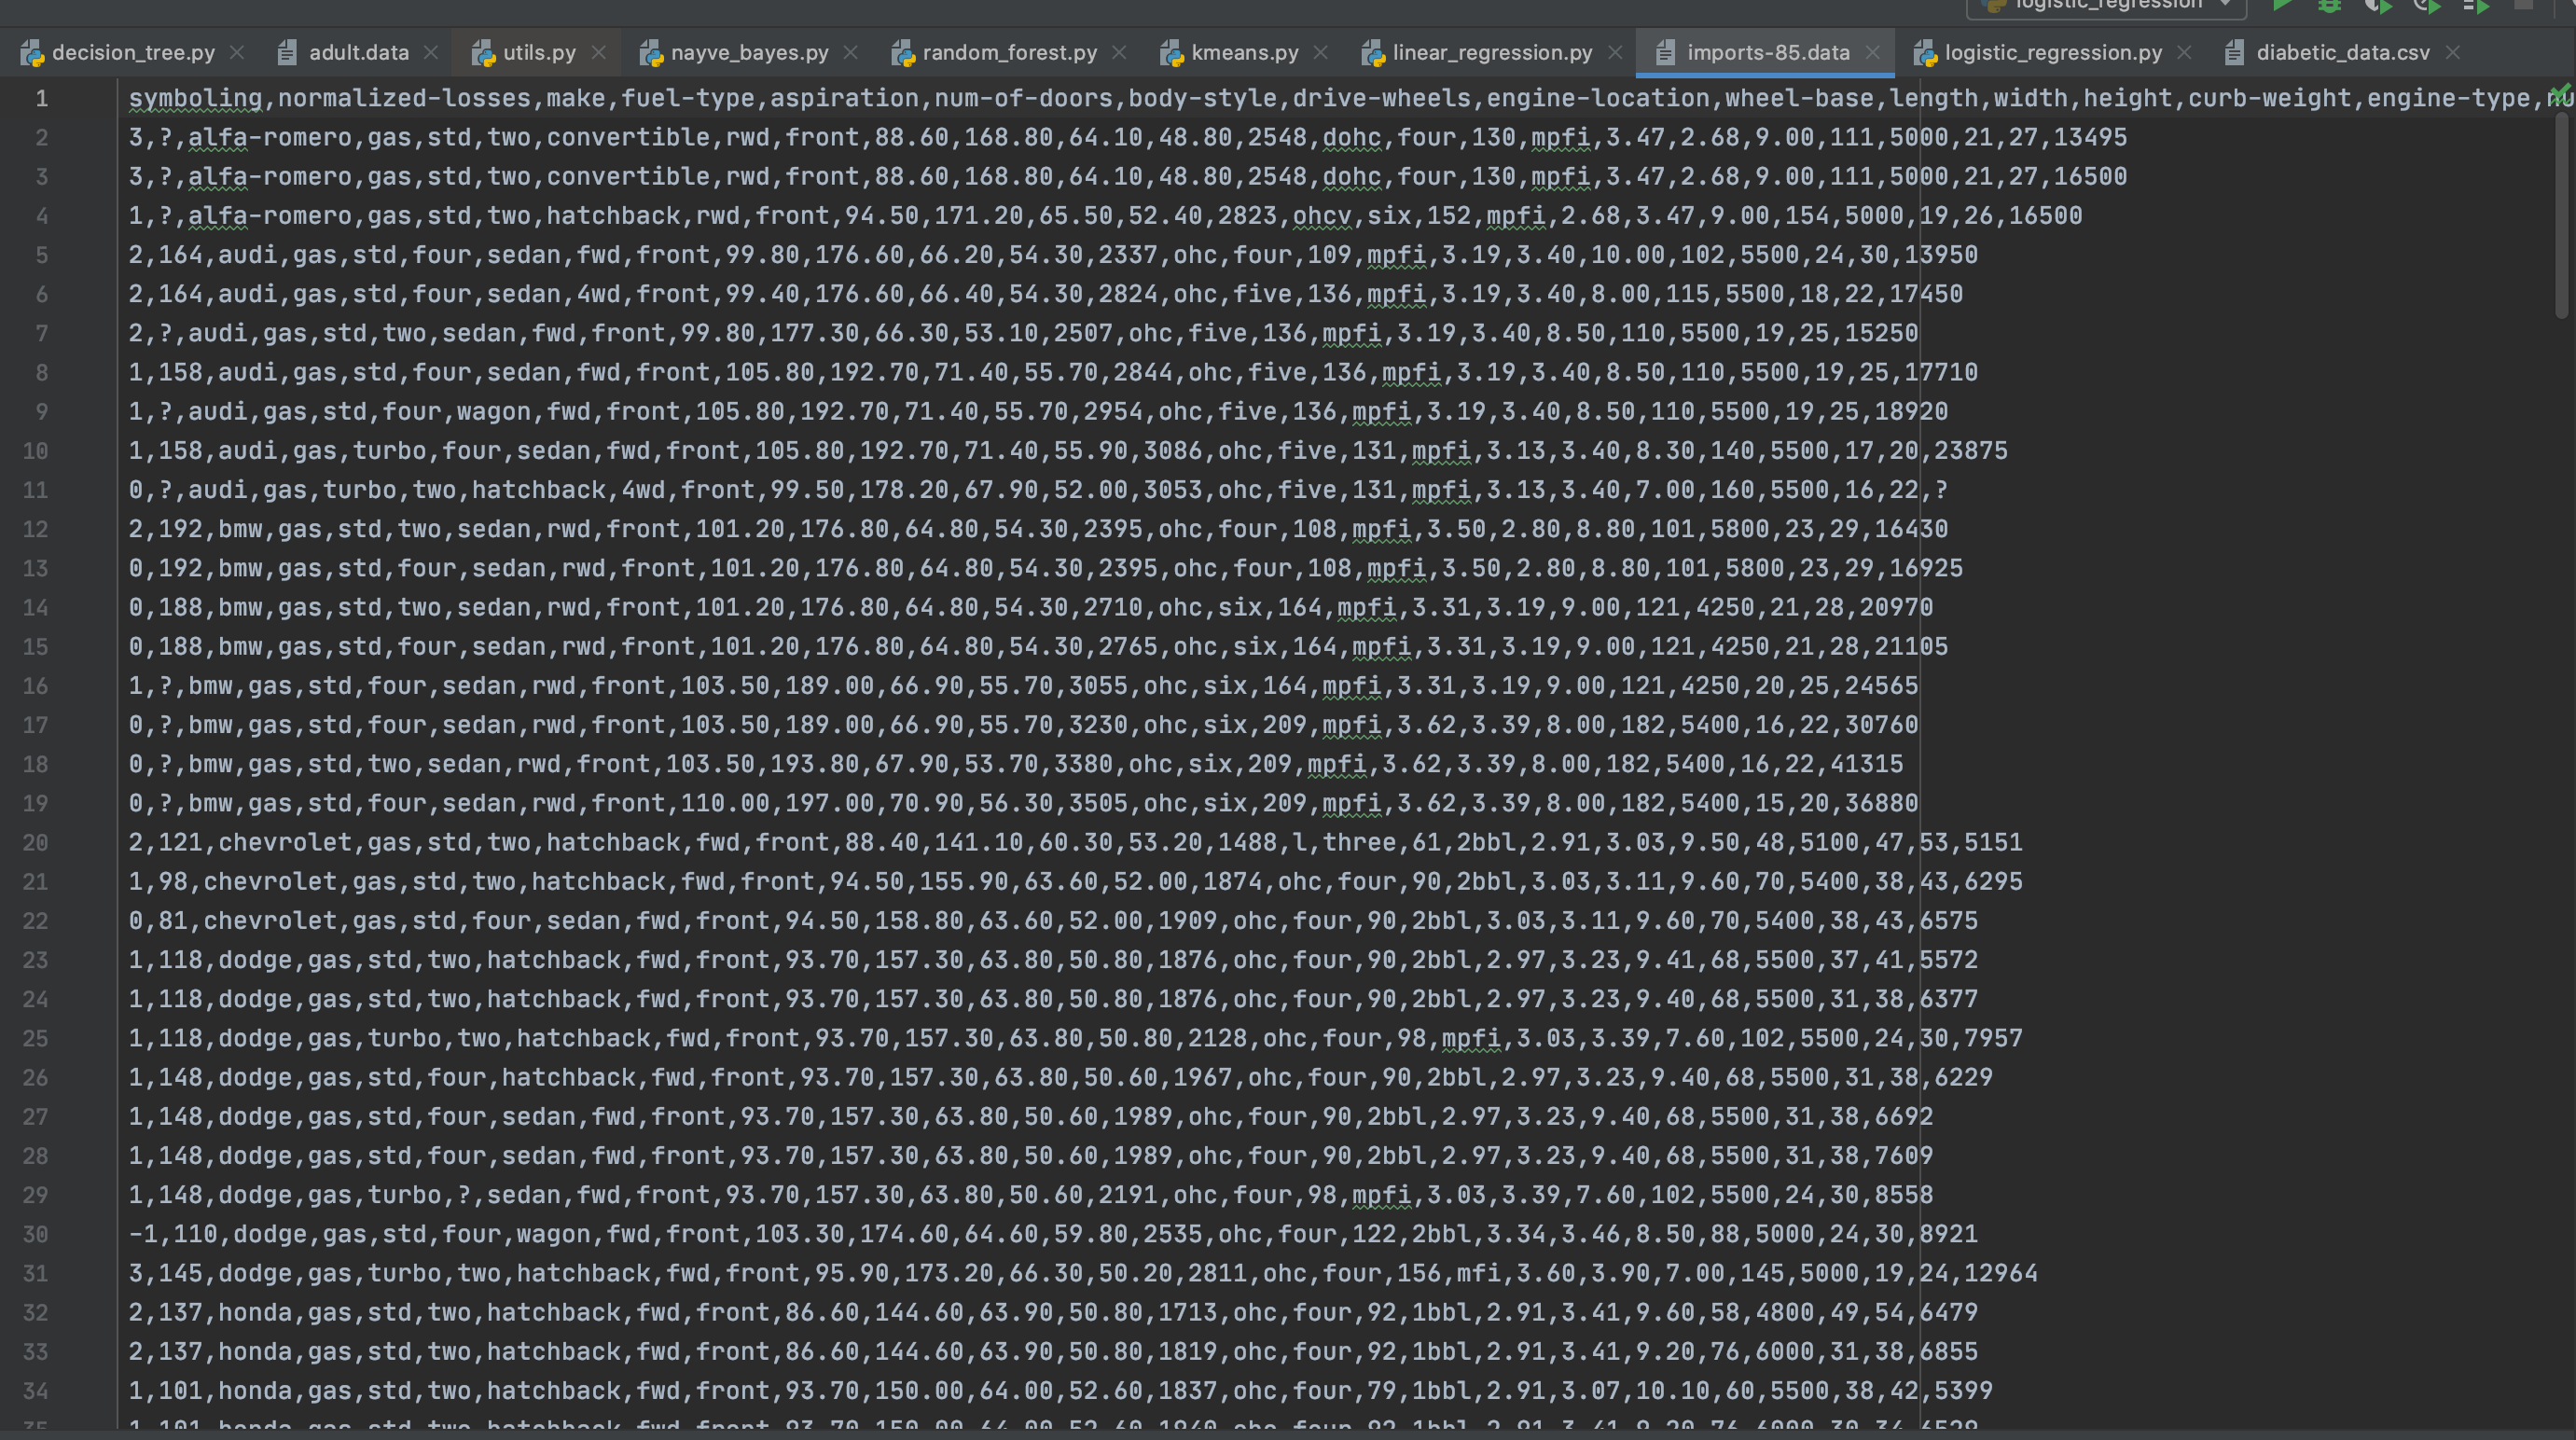 logistic_regression
decision_tree.py adult.data utils.py nayve_bayes.py random_forest.py kmeans.py linear_regression.py imports-85.data logistic_regression.py diabetic_data.csv
1 symboling,normalized-losses,make,fuel-type,aspiration,num-of-doors,body-style,drive-wheels,engine-location,wheel-base,length,width,height,curb-weight,engine-type,nu
2 3,?,alfa-romero,gas,std,two,convertible,rwd,front,88.60,168.80,64.10,48.80,2548,dohc,four,130,mpfi,3.47,2.68,9.00,111,5000,21,27,13495
3 3,?,alfa-romero,gas,std,two,convertible,rwd,front,88.60,168.80,64.10,48.80,2548,dohc,four,130,mpfi,3.47,2.68,9.00,111,5000,21,27,16500
4 1,?,alfa-romero,gas,std,two,hatchback,rwd,front,94.50,171.20,65.50,52.40,2823,ohcv,six,152,mpfi,2.68,3.47,9.00,154,5000,19,26,16500
5 2,164,audi,gas,std,four,sedan,fwd,front,99.80,176.60,66.20,54.30,2337,ohc,four,109,mpfi,3.19,3.40,10.00,102,5500,24,30,13950
6 2,164,audi,gas,std,four,sedan,4wd,front,99.40,176.60,66.40,54.30,2824,ohc,five,136,mpfi,3.19,3.40,8.00,115,5500,18,22,17450
7 2,?,audi,gas,std,two,sedan,fwd,front,99.80,177.30,66.30,53.10,2507,ohc,five,136,mpfi,3.19,3.40,8.50,110,5500,19,25,15250
8 1,158,audi,gas,std,four,sedan,fwd,front,105.80,192.70,71.40,55.70,2844,ohc,five,136,mpfi,3.19,3.40,8.50,110,5500,19,25,17710
9 1,?,audi,gas,std,four,wagon,fwd,front,105.80,192.70,71.40,55.70,2954,ohc,five,136,mpfi,3.19,3.40,8.50,110,5500,19,25,18920
10 1,158,audi,gas,turbo,four,sedan,fwd,front,105.80,192.70,71.40,55.90,3086,ohc,five,131,mpfi,3.13,3.40,8.30,140,5500,17,20,23875
11 0,?,audi,gas,turbo,two,hatchback,4wd,front,99.50,178.20,67.90,52.00,3053,ohc,five,131,mpfi,3.13,3.40,7.00,160,5500,16,22,?
12 2,192,bmw,gas,std,two,sedan,rwd,front,101.20,176.80,64.80,54.30,2395,ohc,four,108,mpfi,3.50,2.80,8.80,101,5800,23,29,16430
13 0,192,bmw,gas,std,four,sedan,rwd,front,101.20,176.80,64.80,54.30,2395,ohc,four,108,mpfi,3.50,2.80,8.80,101,5800,23,29,16925
14 0,188,bmw,gas,std,two,sedan,rwd,front,101.20,176.80,64.80,54.30,2710,ohc,six,164,mpfi,3.31,3.19,9.00,121,4250,21,28,20970
15 0,188,bmw,gas,std,four,sedan,rwd,front,101.20,176.80,64.80,54.30,2765,ohc,six,164,mpfi,3.31,3.19,9.00,121,4250,21,28,21105
16 1,?,bmw,gas,std,four,sedan,rwd,front,103.50,189.00,66.90,55.70,3055,ohc,six,164,mpfi,3.31,3.19,9.00,121,4250,20,25,24565
17 0,?,bmw,gas,std,four,sedan,rwd,front,103.50,189.00,66.90,55.70,3230,ohc,six,209,mpfi,3.62,3.39,8.00,182,5400,16,22,30760
18 0,?,bmw,gas,std,two,sedan,rwd,front,103.50,193.80,67.90,53.70,3380,ohc,six,209,mpfi,3.62,3.39,8.00,182,5400,16,22,41315
19 0,?,bmw,gas,std,four,sedan,rwd,front,110.00,197.00,70.90,56.30,3505,ohc,six,209,mpfi,3.62,3.39,8.00,182,5400,15,20,36880
20 2,121,chevrolet,gas,std,two,hatchback,fwd,front,88.40,141.10,60.30,53.20,1488,l,three,61,2bbl,2.91,3.03,9.50,48,5100,47,53,5151
21 1,98,chevrolet,gas,std,two,hatchback,fwd,front,94.50,155.90,63.60,52.00,1874,ohc,four,90,2bbl,3.03,3.11,9.60,70,5400,38,43,6295
22 0,81,chevrolet,gas,std,four,sedan,fwd,front,94.50,158.80,63.60,52.00,1909,ohc,four,90,2bbl,3.03,3.11,9.60,70,5400,38,43,6575
23 1,118,dodge,gas,std,two,hatchback,fwd,front,93.70,157.30,63.80,50.80,1876,ohc,four,90,2bbl,2.97,3.23,9.41,68,5500,37,41,5572
24 1,118,dodge,gas,std,two,hatchback,fwd,front,93.70,157.30,63.80,50.80,1876,ohc,four,90,2bbl,2.97,3.23,9.40,68,5500,31,38,6377
25 1,118,dodge,gas,turbo,two,hatchback,fwd,front,93.70,157.30,63.80,50.80,2128,ohc,four,98,mpfi,3.03,3.39,7.60,102,5500,24,30,7957
26 1,148,dodge,gas,std,four,hatchback,fwd,front,93.70,157.30,63.80,50.60,1967,ohc,four,90,2bbl,2.97,3.23,9.40,68,5500,31,38,6229
27 1,148,dodge,gas,std,four,sedan,fwd,front,93.70,157.30,63.80,50.60,1989,ohc,four,90,2bbl,2.97,3.23,9.40,68,5500,31,38,6692
28 1,148,dodge,gas,std,four,sedan,fwd,front,93.70,157.30,63.80,50.60,1989,ohc,four,90,2bbl,2.97,3.23,9.40,68,5500,31,38,7609
29 1,148,dodge,gas,turbo,?,sedan,fwd,front,93.70,157.30,63.80,50.60,2191,ohc,four,98,mpfi,3.03,3.39,7.60,102,5500,24,30,8558
30 -1,110,dodge,gas,std,four,wagon,fwd,front,103.30,174.60,64.60,59.80,2535,ohc,four,122,2bbl,3.34,3.46,8.50,88,5000,24,30,8921
31 3,145,dodge,gas,turbo,two,hatchback,fwd,front,95.90,173.20,66.30,50.20,2811,ohc,four,156,mfi,3.60,3.90,7.00,145,5000,19,24,12964
32 2,137,honda,gas,std,two,hatchback,fwd,front,86.60,144.60,63.90,50.80,1713,ohc,four,92,1bbl,2.91,3.41,9.60,58,4800,49,54,6479
33 2,137,honda,gas,std,two,hatchback,fwd,front,86.60,144.60,63.90,50.80,1819,ohc,four,92,1bbl,2.91,3.41,9.20,76,6000,31,38,6855
34 1,101,honda,gas,std,two,hatchback,fwd,front,93.70,150.00,64.00,52.60,1837,ohc,four,79,1bbl,2.91,3.07,10.10,60,5500,38,42,5399
35 1,101,honda,gas,std,two,hatchback,fwd,front,93.70,150.00,64.00,52.60,1940,ohc,four,92,1bbl,2.91,3.41,9.20,76,6000,30,34,6529